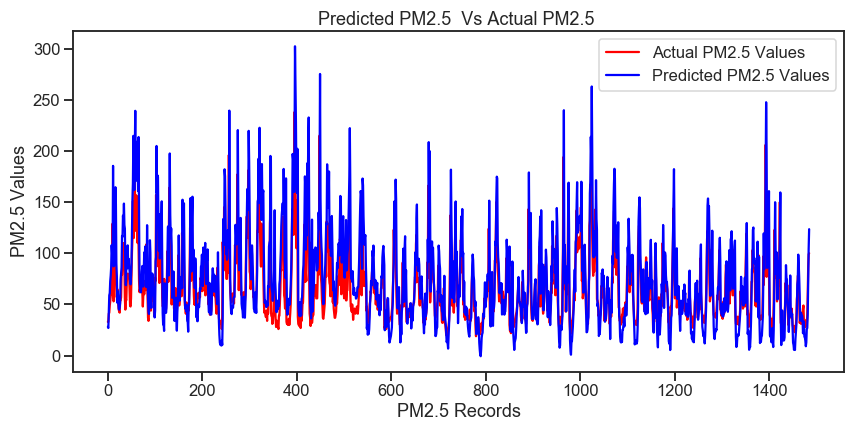 Predicted PM2.5  Vs Actual PM2.5
Actual PM2.5 Values
Predicted PM2.5 Values
PM2.5 Values
300
250
200
150
100
50
0
0 200 400 600 800 1000 1200 1400
PM2.5 Records